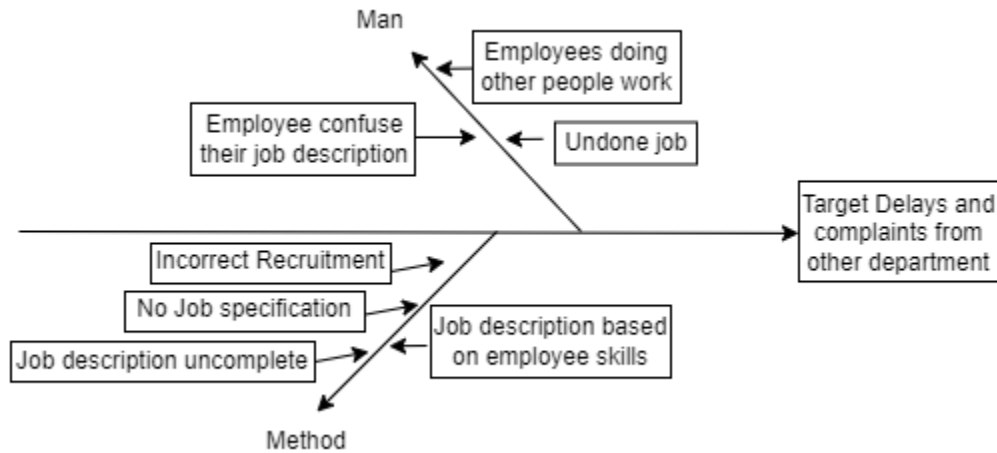 Man
Employees doing
other people work
Employee confuse
their job description
Undone job
Target Delays and
complaints from
other department
Incorrect Recruitment
No Job specification
Job description based
on employee skills
Job description uncomplete
Method